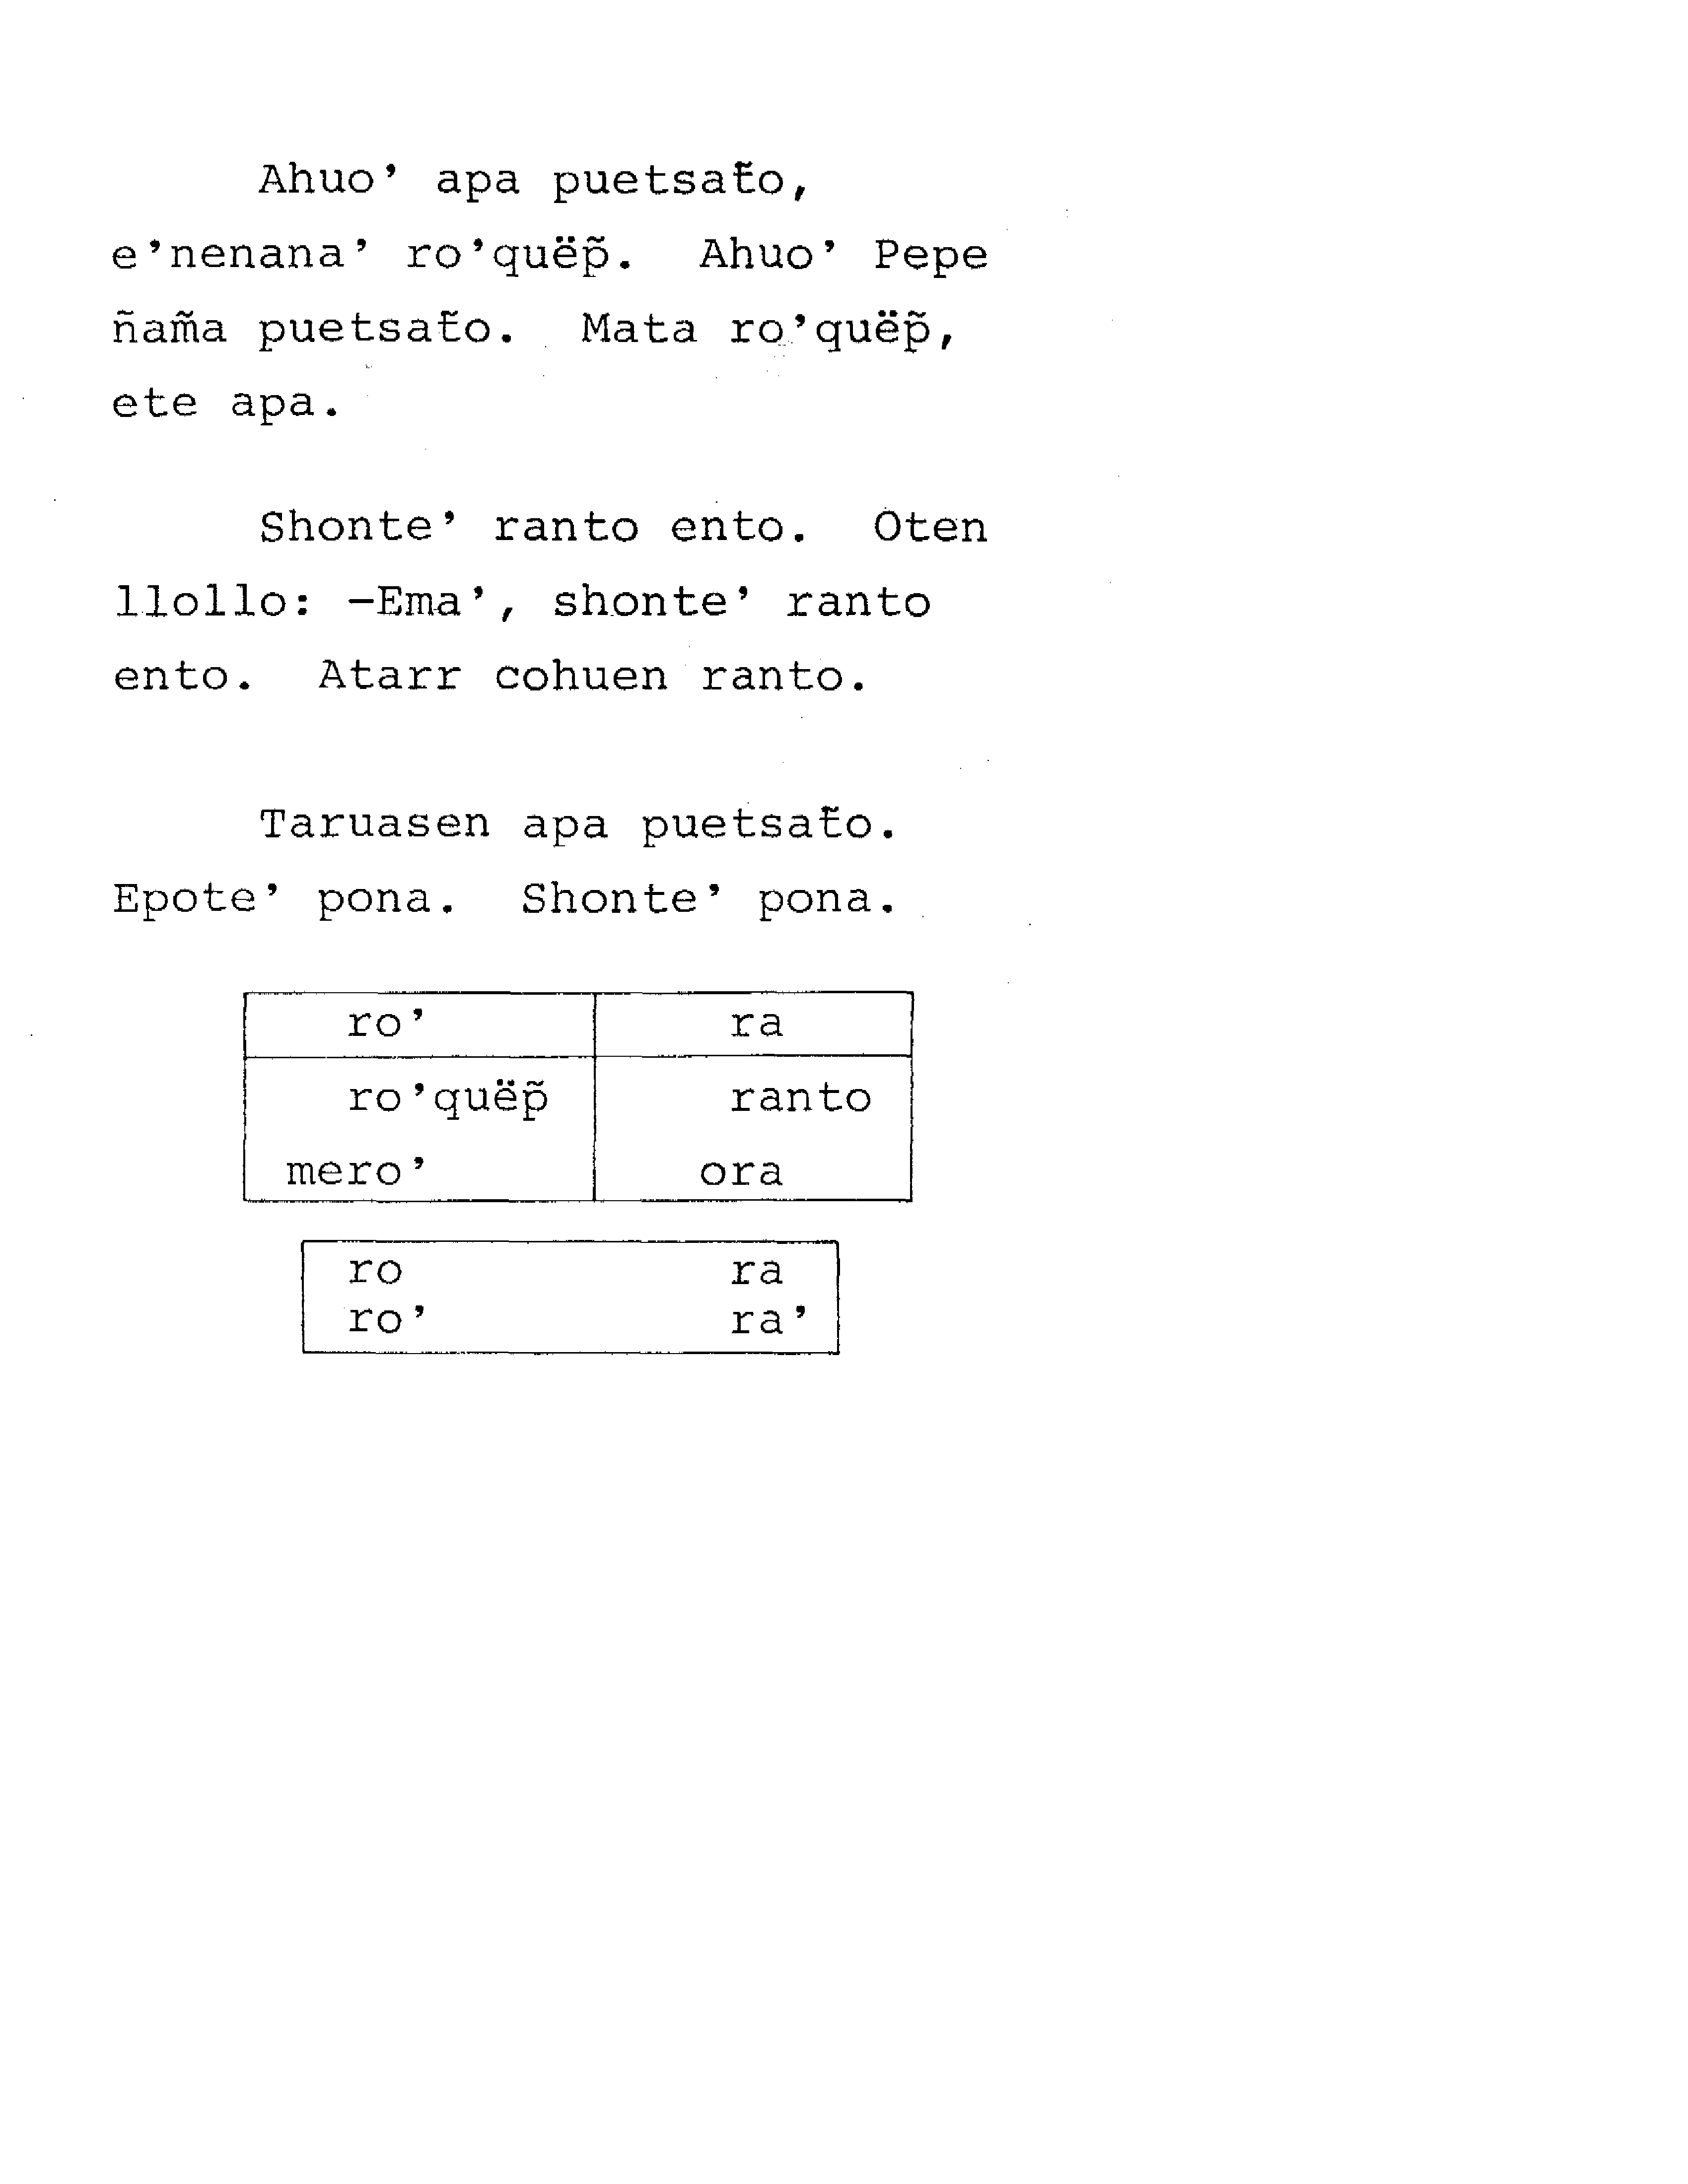 Ahuo’ apa puetsat̃o,
e’nenana’ ro’quëp̃. Ahuo’ Pepe
ñam̃a puetsat̃o. Mata ro’quëp̃,
ete apa.
Shonte’ ranto ento. Oten
llollo: -Ema’, shonte’ ranto
ento. Atarr cohuen ranto.
Taruasen apa puetsat̃o.
Epote’ pona. Shonte’ pona.
ro’ ra
ro’quëp̃ ranto
mero’ ora
ro ra
ro’ ra’